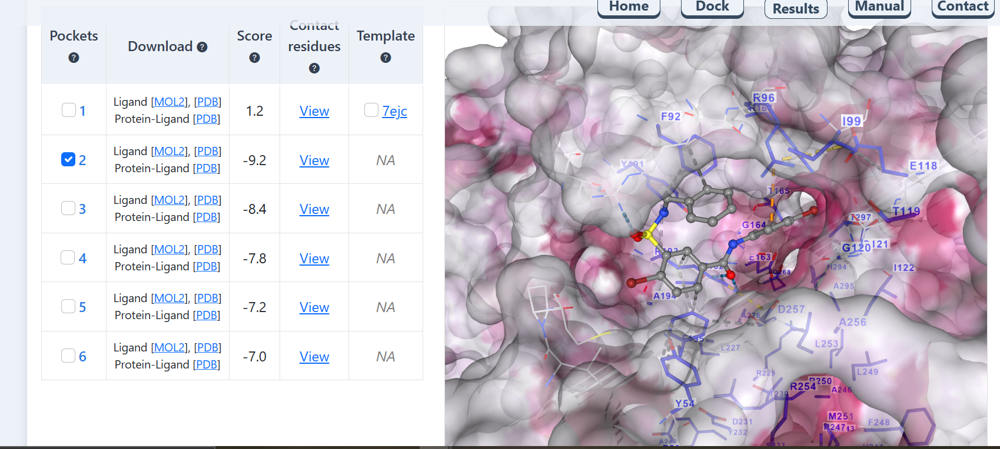 Home
Dock
Results
Manual
Contact
Pockets
Download
Score
Contact
residues
Template
1
Ligand [MOL2], [PDB]
Protein-Ligand [PDB]
1.2
View
7ejc
2
Ligand [MOL2], [PDB]
Protein-Ligand [PDB]
-9.2
View
NA
3
Ligand [MOL2], [PDB]
Protein-Ligand [PDB]
-8.4
View
NA
4
Ligand [MOL2], [PDB]
Protein-Ligand [PDB]
-7.8
View
NA
5
Ligand [MOL2], [PDB]
Protein-Ligand [PDB]
-7.2
View
NA
6
Ligand [MOL2], [PDB]
Protein-Ligand [PDB]
-7.0
View
NA
R96
F92
I99
Y191
E118
T119
T297
G164
G120
I122
E163
H294
A295
A194
D257
A226
A256
L253
L227
L249
R229
R254
A246
Y54
M251
D231
F248
Y232